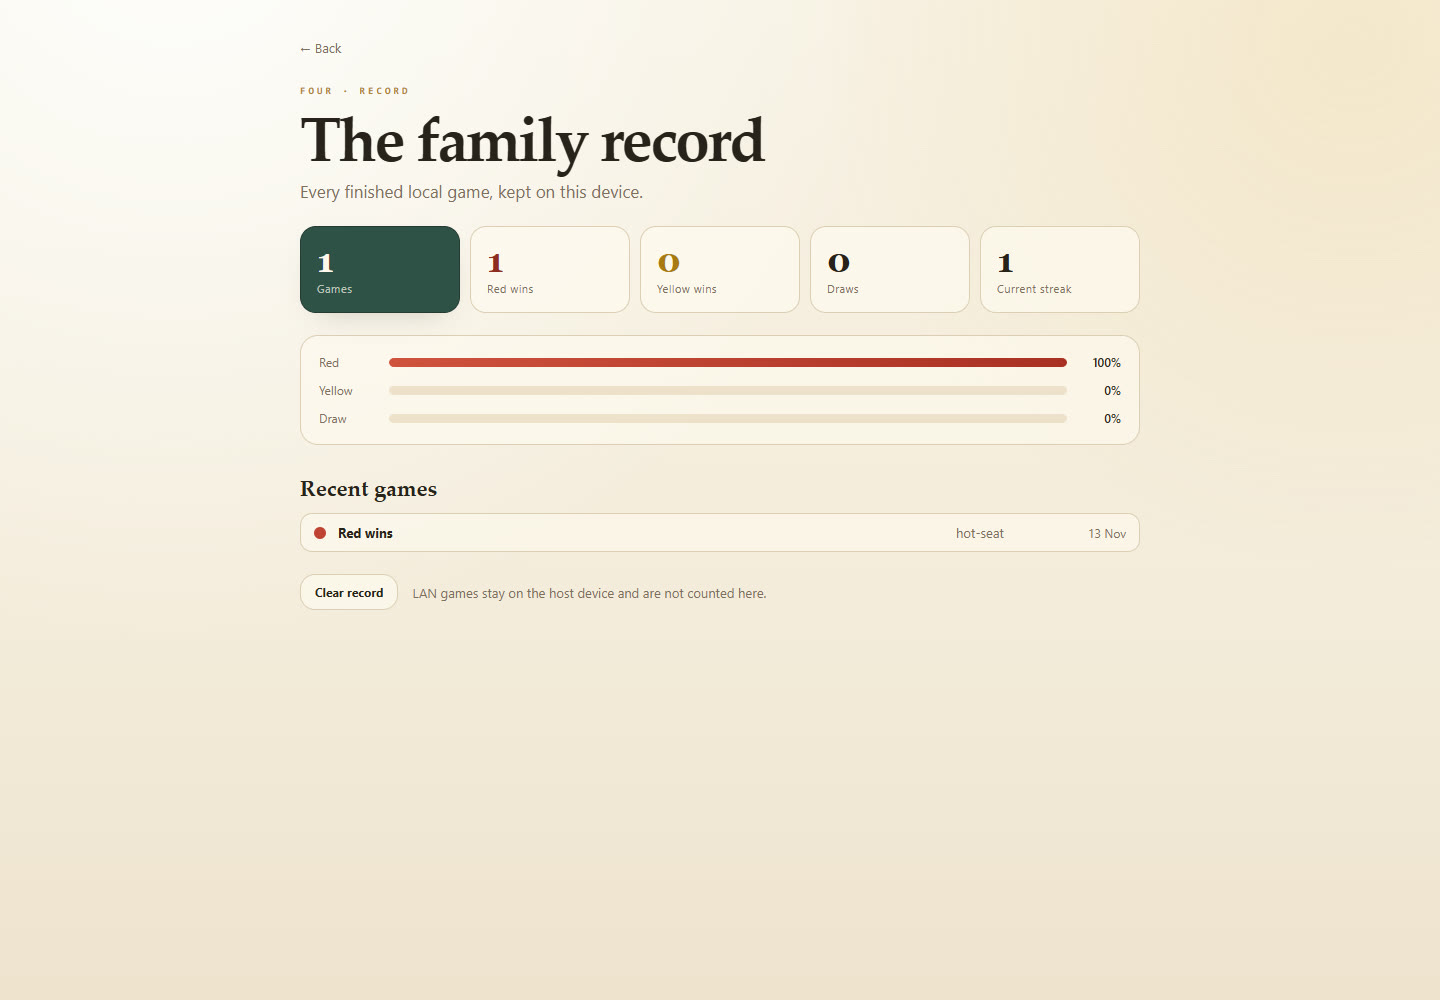 ← Back
FOUR · RECORD
The family record
Every finished local game, kept on this device.
1
Games
1
Red wins
0
Yellow wins
0
Draws
1
Current streak
Red 100%
Yellow 0%
Draw 0%
Recent games
Red wins hot-seat 13 Nov
Clear record LAN games stay on the host device and are not counted here.